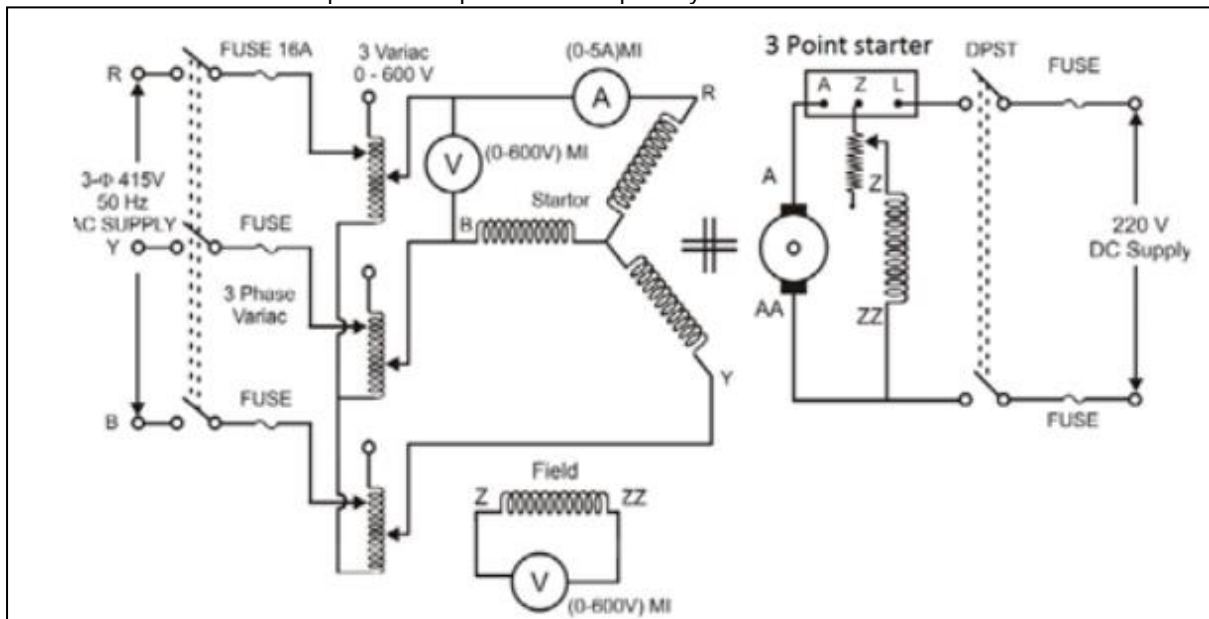 FUSE 16A
3 Variac
0 - 600 V
(0-5A)MI
3 Point starter
DPST
FUSE
R
A
R
A Z L
3-Φ 415V
50 Hz
AC SUPPLY
Y
FUSE
V
(0-600V) MI
Startor
B
A
Z
220 V
DC Supply
3 Phase
Variac
AA
ZZ
Y
B
FUSE
FUSE
Field
Z
ZZ
V
(0-600V) MI